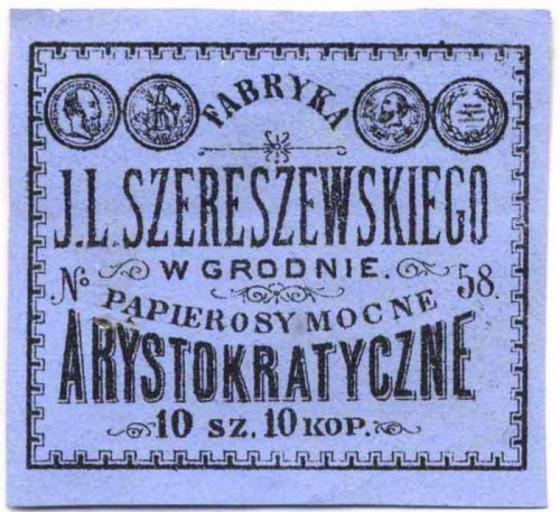 FABRYKA
J.L.SZERESZEWSKIEGO
W GRODNIE.
No PAPIEROSY MOCNE 58.
ARYSTOKRATYCZNE
10 SZ. 10 KOP.